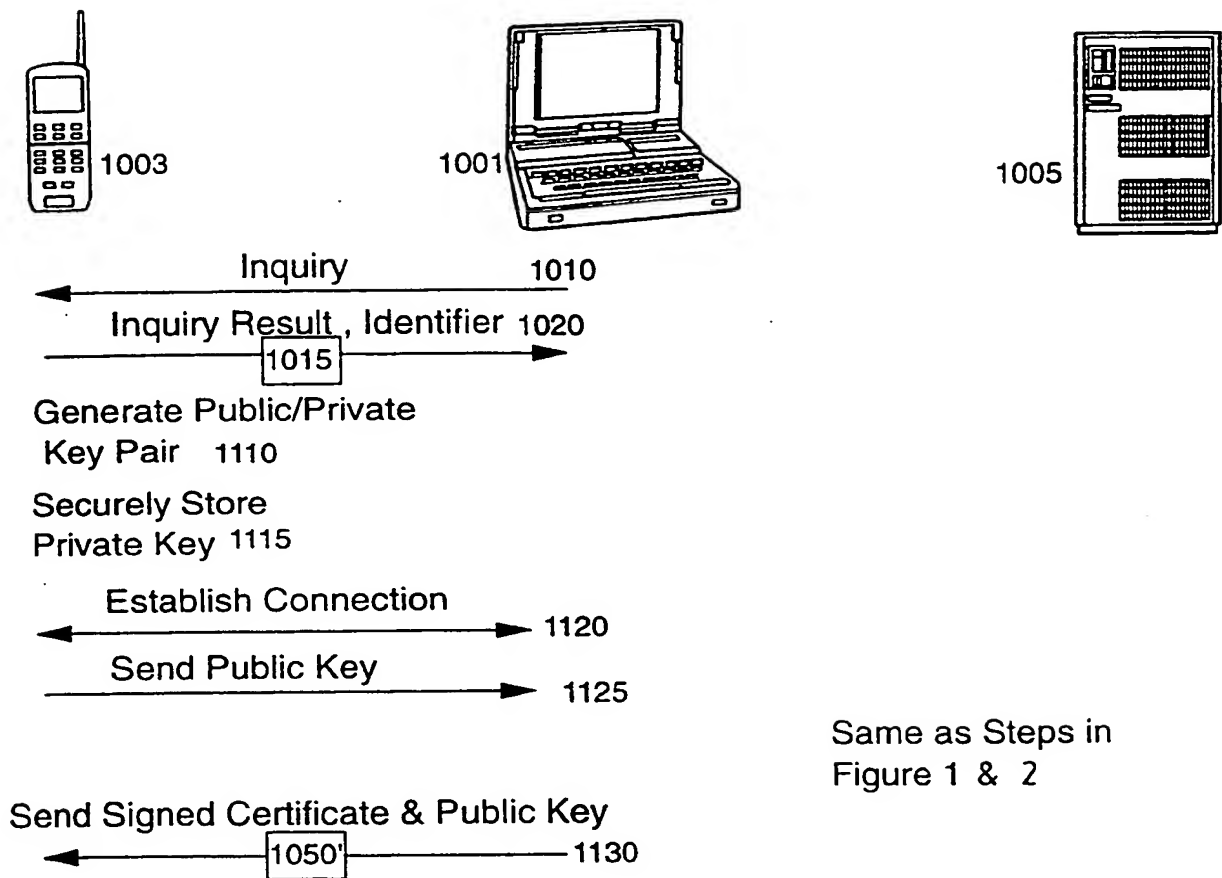 1003
1001
1005
Inquiry 1010
Inquiry Result , Identifier 1020
1015
Generate Public/Private
Key Pair 1110
Securely Store
Private Key 1115
Establish Connection
1120
Send Public Key
1125
Same as Steps in
Figure 1 & 2
Send Signed Certificate & Public Key
1050'
1130